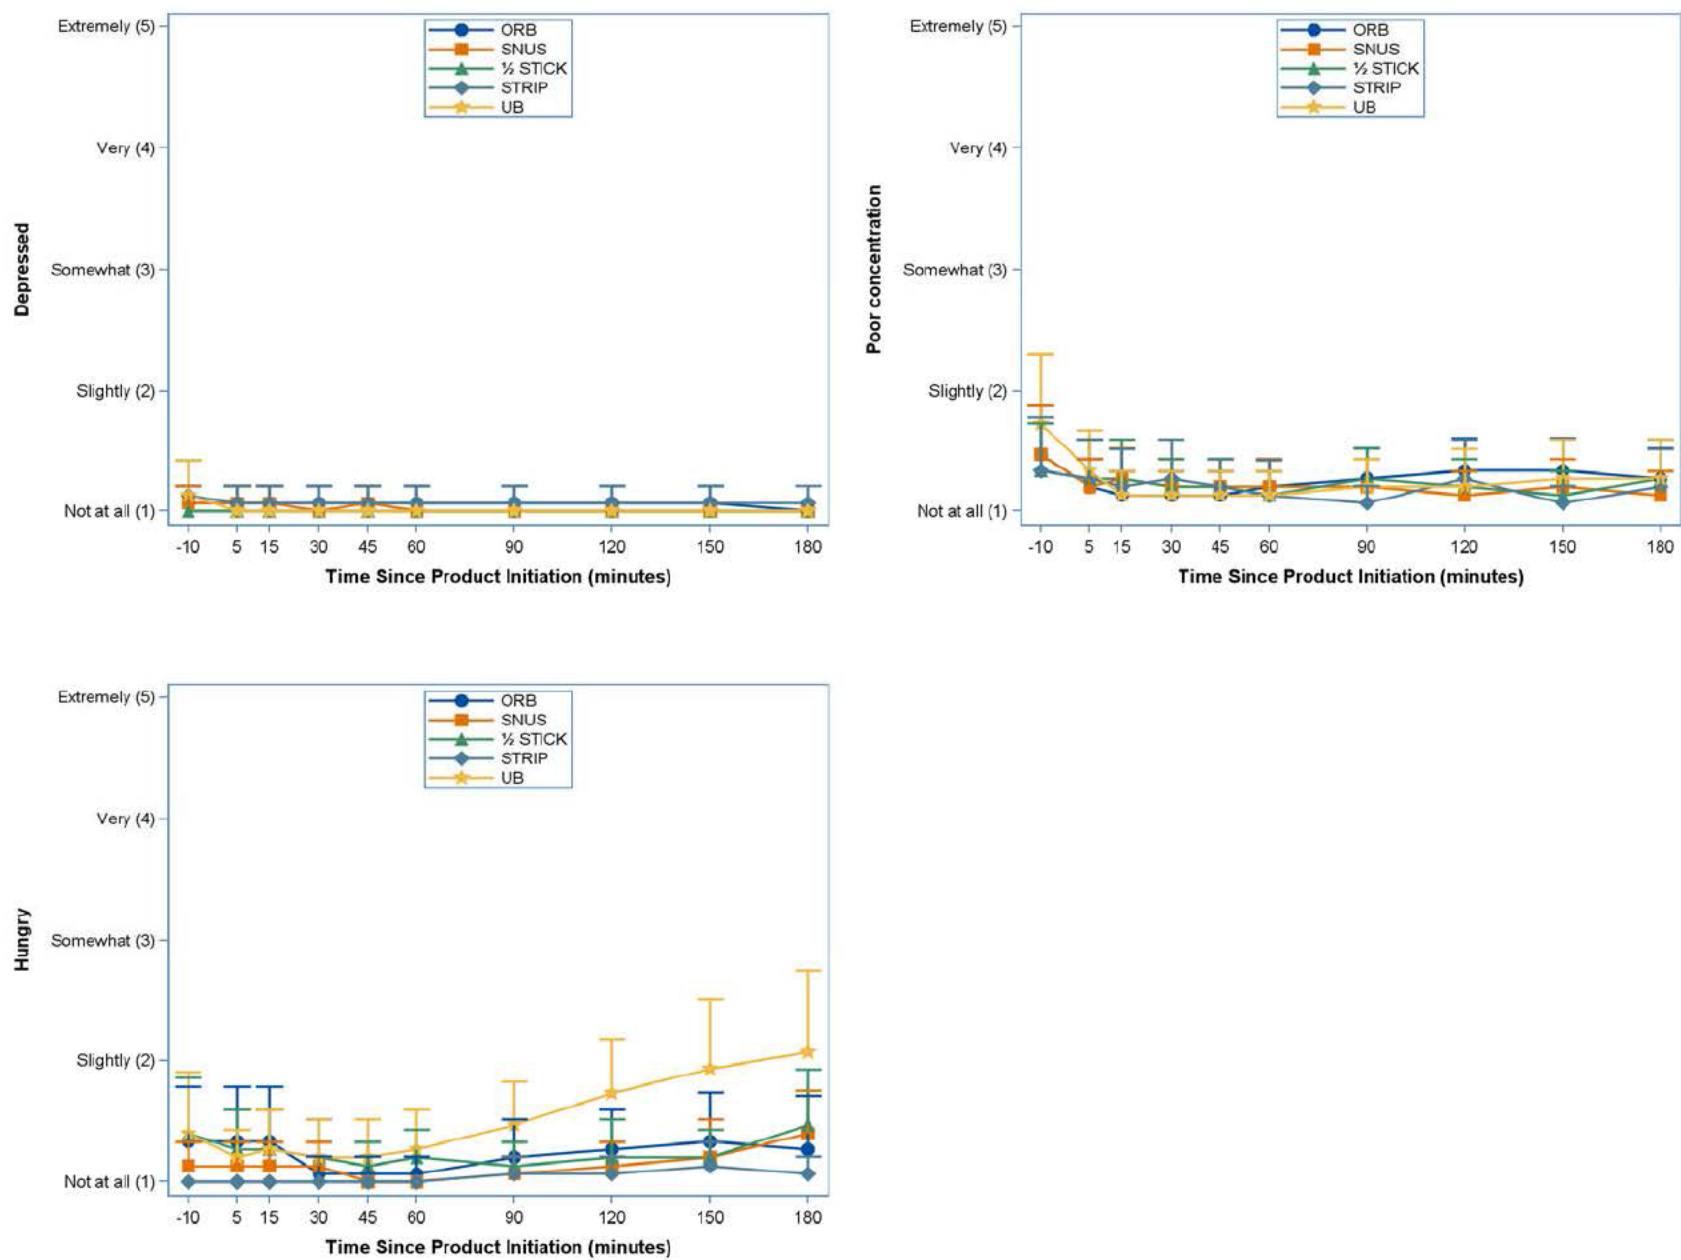 Extremely (5)
Very (4)
Somewhat (3)
Slightly (2)
Not at all (1)
Depressed
ORB
SNUS
½ STICK
STRIP
UB
-10 5 15 30 45 60 90 120 150 180
Time Since Product Initiation (minutes)
Extremely (5)
Very (4)
Somewhat (3)
Slightly (2)
Not at all (1)
Poor concentration
ORB
SNUS
½ STICK
STRIP
UB
-10 5 15 30 45 60 90 120 150 180
Time Since Product Initiation (minutes)
Extremely (5)
Very (4)
Somewhat (3)
Slightly (2)
Not at all (1)
Hungry
ORB
SNUS
½ STICK
STRIP
UB
-10 5 15 30 45 60 90 120 150 180
Time Since Product Initiation (minutes)